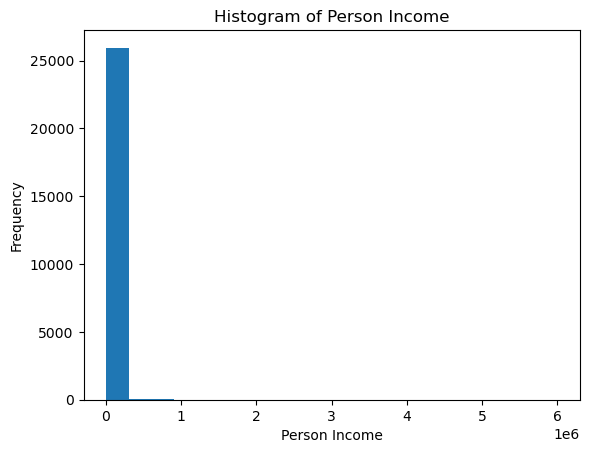 Histogram of Person Income
25000
20000
15000
10000
5000
0
Frequency
0 1 2 3 4 5 6
1e6
Person Income